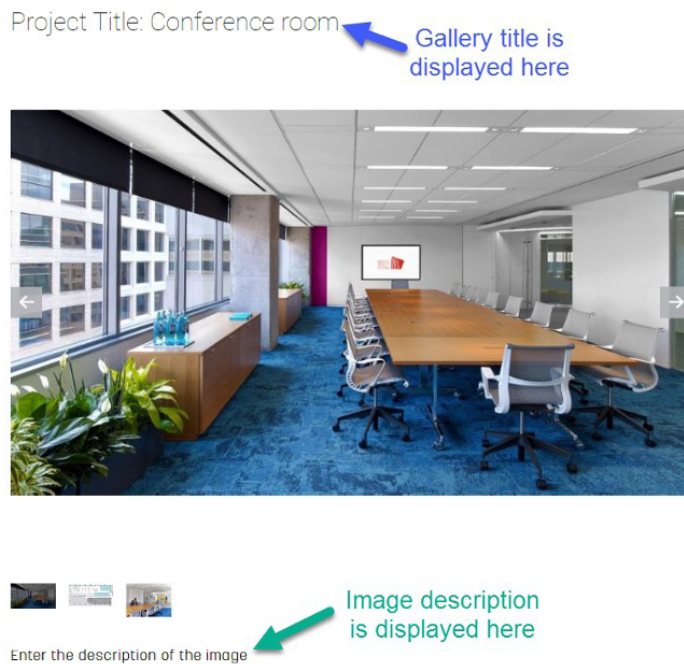 Project Title: Conference room
Gallery title is
displayed here
Image description
is displayed here
Enter the description of the image